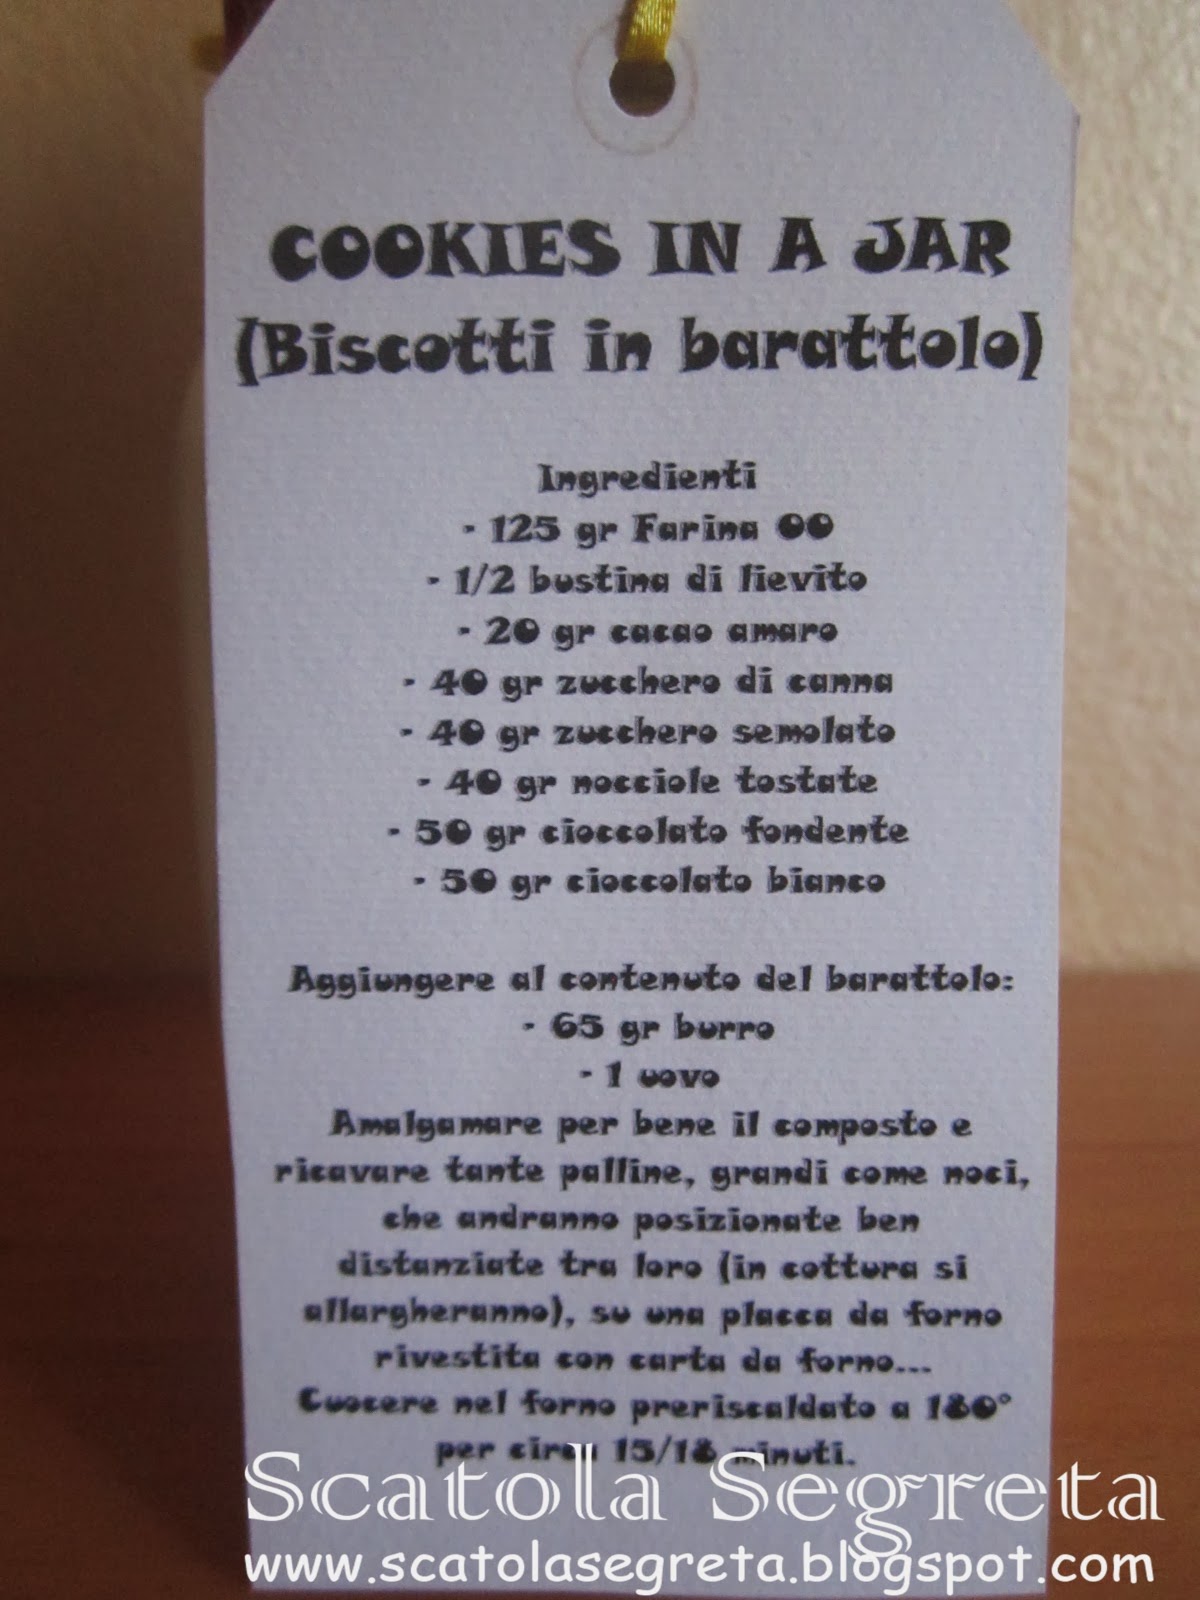 COOKIES IN A JAR
(Biscotti in barattolo)
Ingredienti
- 125 gr Farina 00
- 1/2 bustina di lievito
- 20 gr cacao amaro
- 40 gr zucchero di canna
- 40 gr zucchero semolato
- 40 gr nocciole tostate
- 50 gr cioccolato fondente
- 50 gr cioccolato bianco
Aggiungere al contenuto del barattolo:
- 65 gr burro
- 1 uovo
Amalgamare per bene il composto e
ricavare tante palline, grandi come noci,
che andranno posizionate ben
distanziate tra loro (in cottura si
allargheranno), su una placca da forno
rivestita con carta da forno...
Cuocere nel forno preriscaldato a 180°
per circa 15/18 minuti.
Scatola Segreta
www.scatolasegreta.blogspot.com